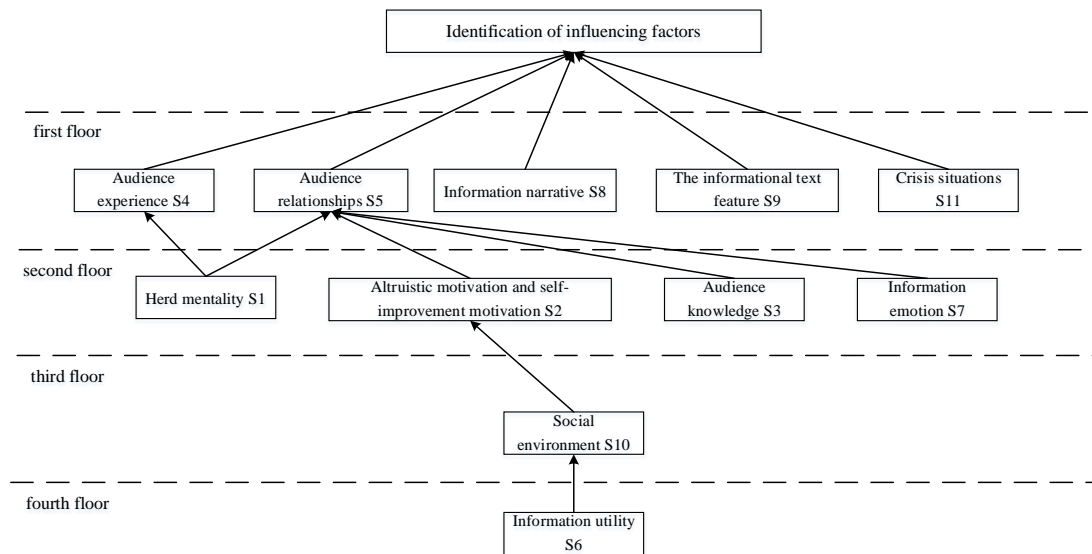 Identification of influencing factors
first floor
Audience
experience S4
Audience
relationships S5
Information narrative S8
The informational text
feature S9
Crisis situations
S11
second floor
Herd mentality S1
Altruistic motivation and self-
improvement motivation S2
Audience
knowledge S3
Information
emotion S7
third floor
Social
environment S10
fourth floor
Information utility
S6